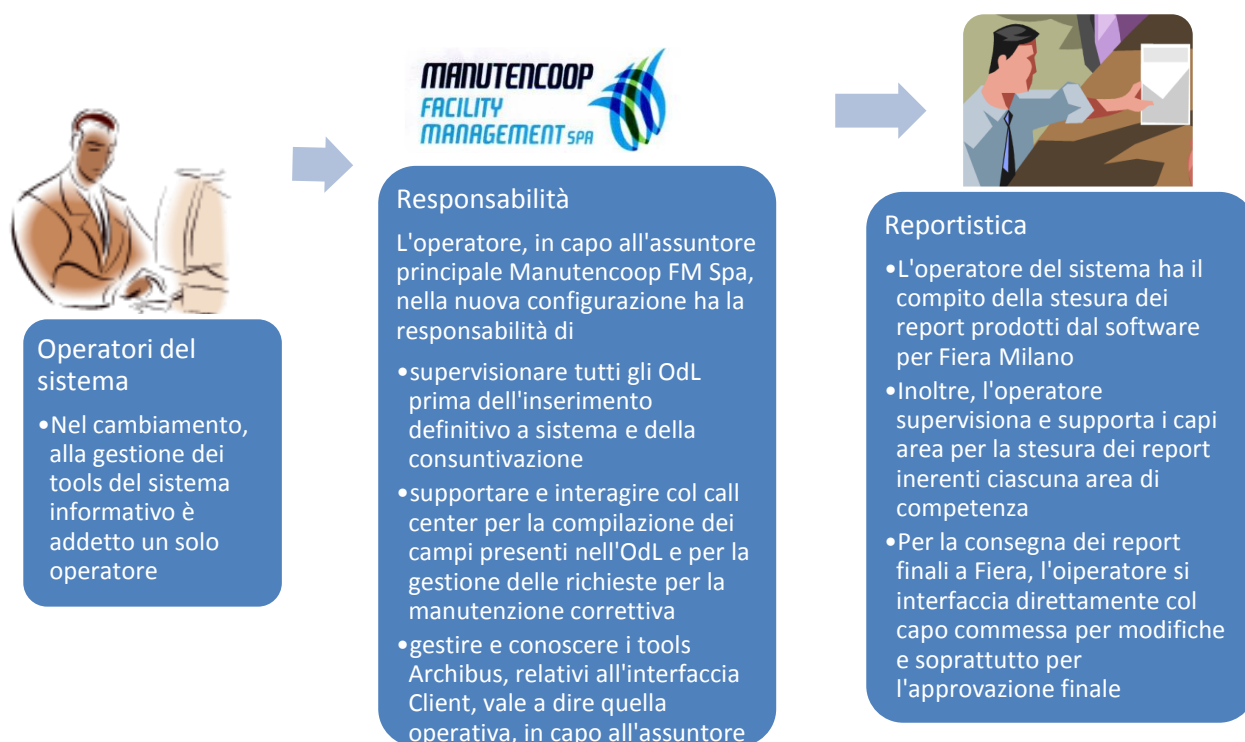 MANUTENCOOP
FACILITY
MANAGEMENT SPA
Operatori del
sistema
•Nel cambiamento,
alla gestione dei
tools del sistema
informativo è
addetto un solo
operatore
Responsabilità
L'operatore, in capo all'assuntore
principale Manutencoop FM Spa,
nella nuova configurazione ha la
responsabilità di
•supervisionare tutti gli OdL
prima dell'inserimento
definitivo a sistema e della
consuntivazione
•supportare e interagire col call
center per la compilazione dei
campi presenti nell'OdL e per la
gestione delle richieste per la
manutenzione correttiva
•gestire e conoscere i tools
Archibus, relativi all'interfaccia
Client, vale a dire quella
operativa, in capo all'assuntore
Reportistica
•L'operatore del sistema ha il
compito della stesura dei
report prodotti dal software
per Fiera Milano
•Inoltre, l'operatore
supervisiona e supporta i capi
area per la stesura dei report
inerenti ciascuna area di
competenza
•Per la consegna dei report
finali a Fiera, l'oiperatore si
interfaccia direttamente col
capo commessa per modifiche
e soprattutto per
l'approvazione finale